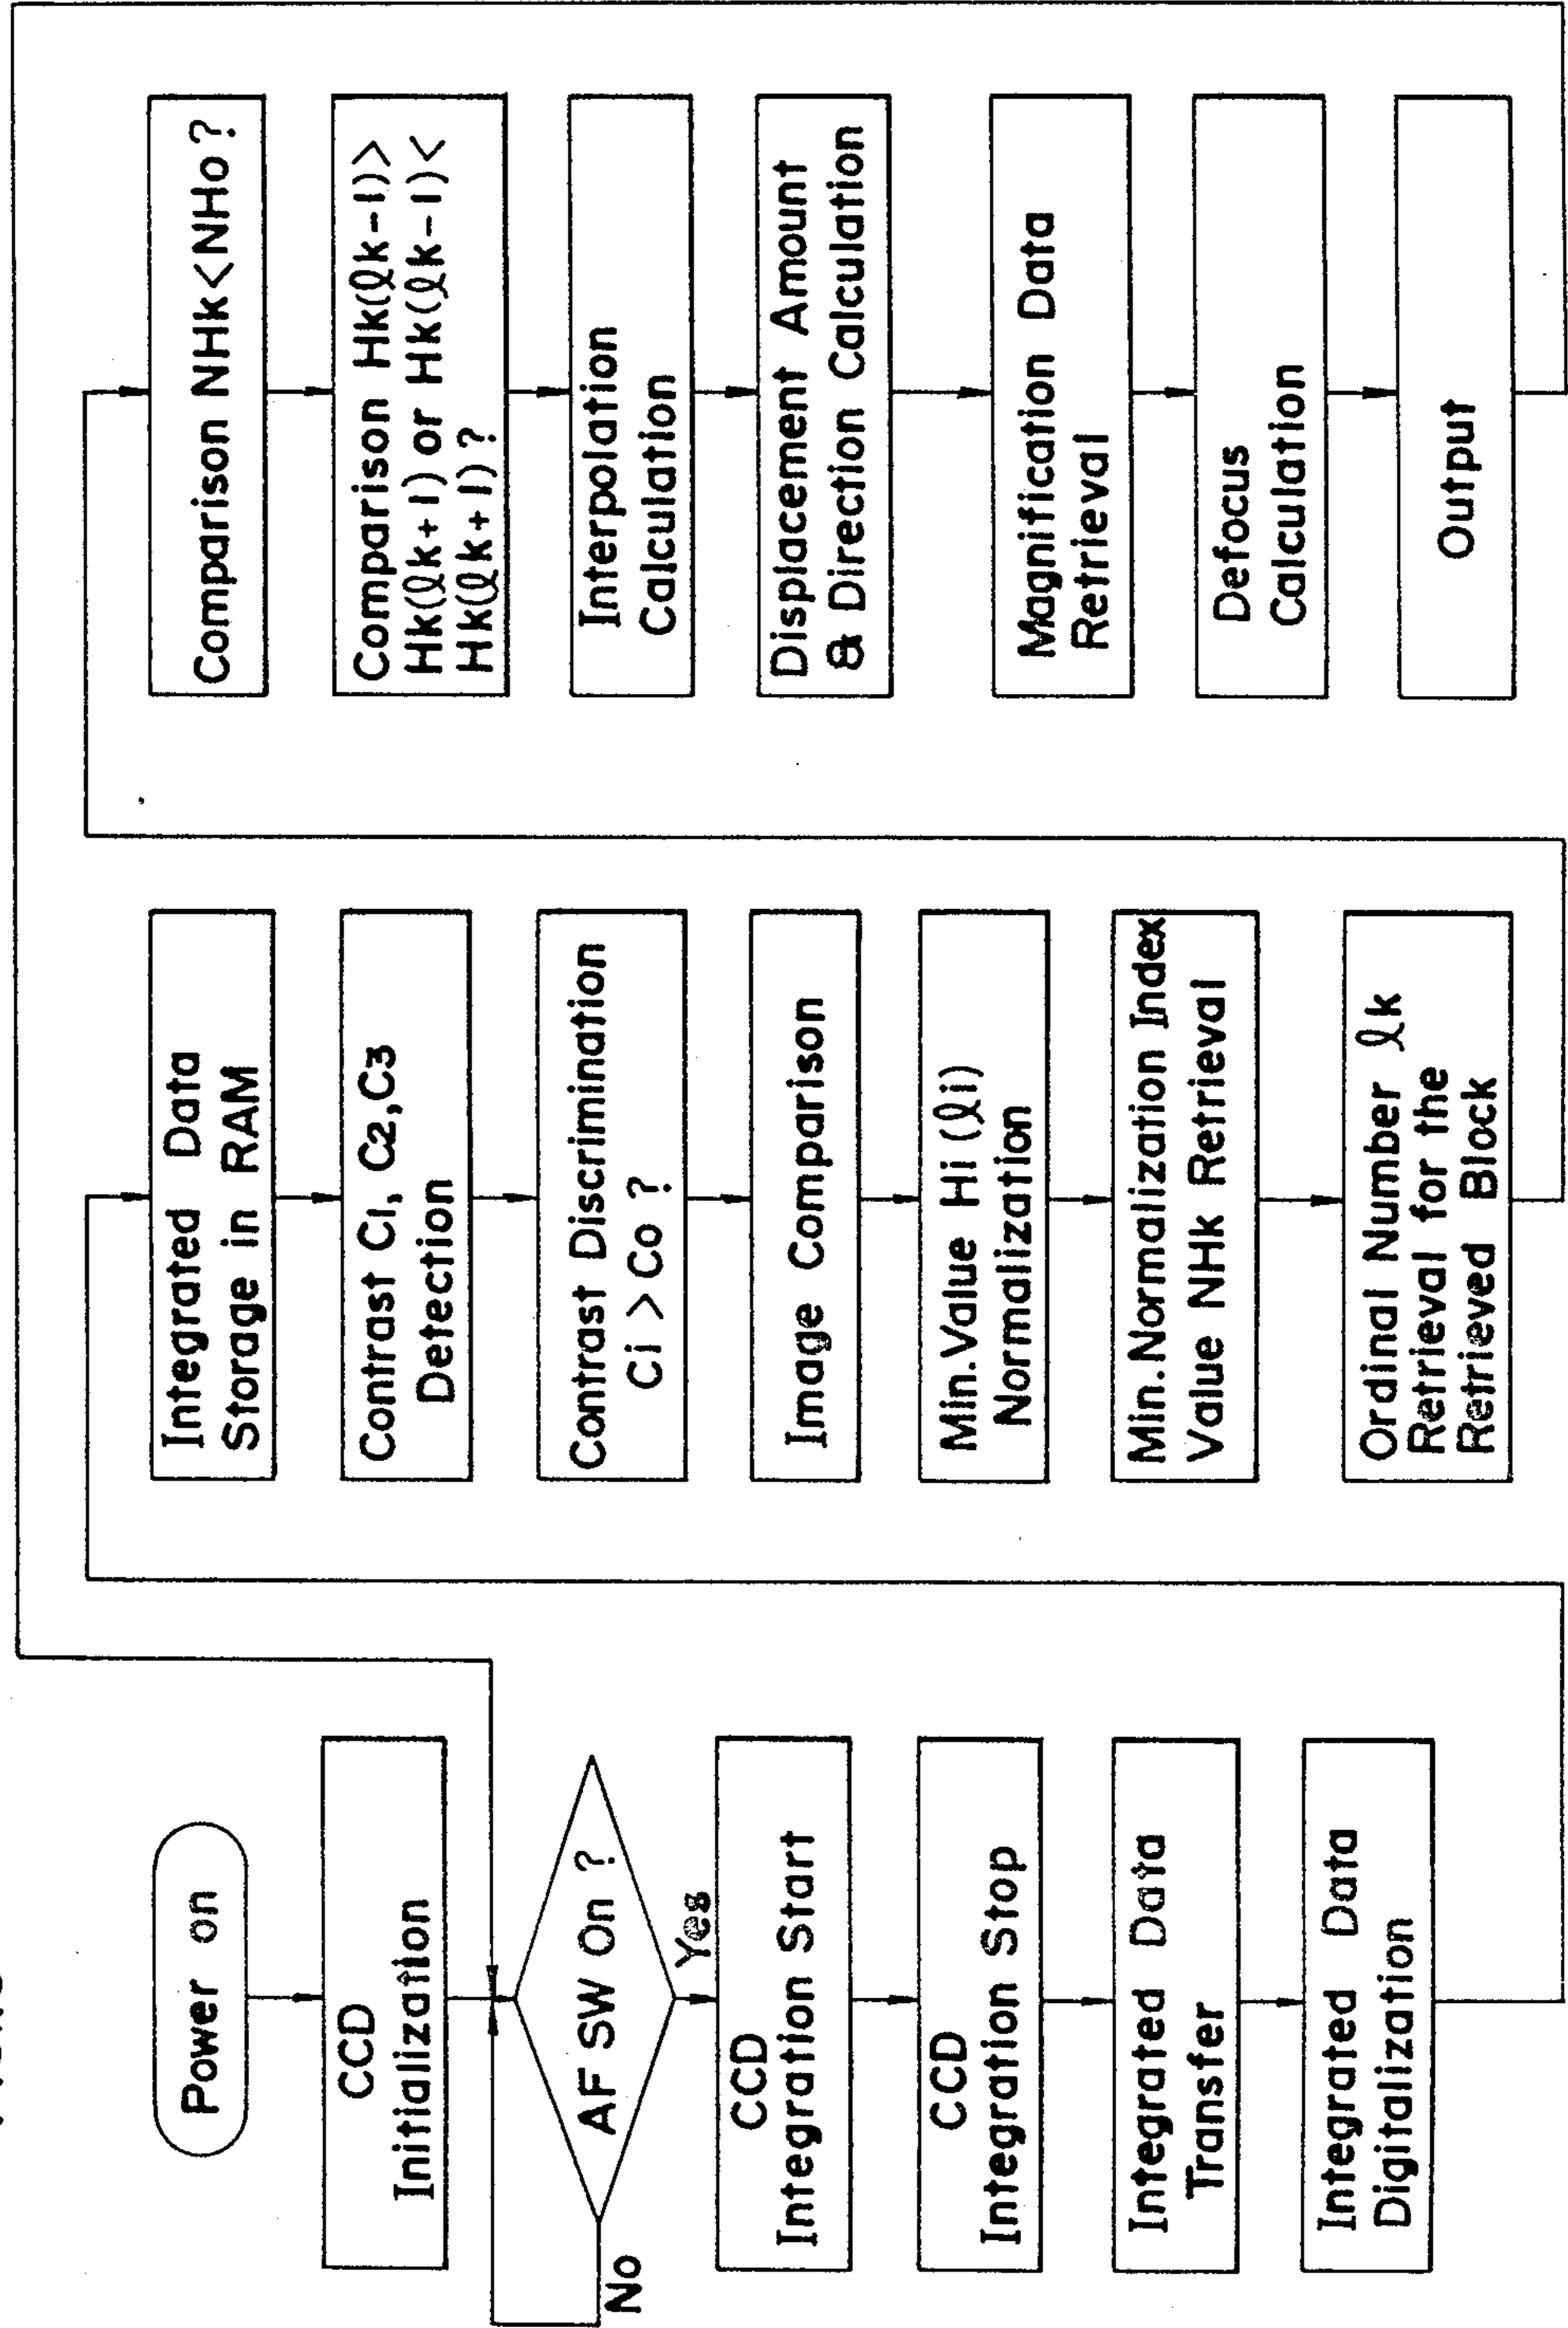 Power on
CCD
Initialization
AF SW On ?
No
Yes
CCD
Integration Start
CCD
Integration Stop
Integrated Data
Transfer
Integrated Data
Digitalization
Integrated Data
Storage in RAM
Contrast C1, C2, C3
Detection
Contrast Discrimination
Ci > Co ?
Image Comparison
Min. Value Hi (ℓi)
Normalization
Min. Normalization Index
Value NHk Retrieval
Ordinal Number ℓk
Retrieval for the
Retrieved Block
Comparison NHk < NHo ?
Comparison Hk(ℓk-1)>
Hk(ℓk+1) or Hk(ℓk-1)<
Hk(ℓk+1) ?
Interpolation
Calculation
Displacement Amount
& Direction Calculation
Magnification Data
Retrieval
Defocus
Calculation
Output